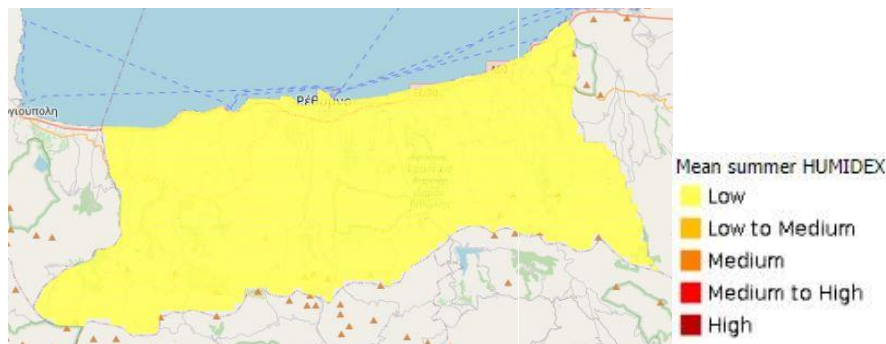 Ρέθυμνο
γιούπολη
Mean summer HUMIDEX
Low
Low to Medium
Medium
Medium to High
High